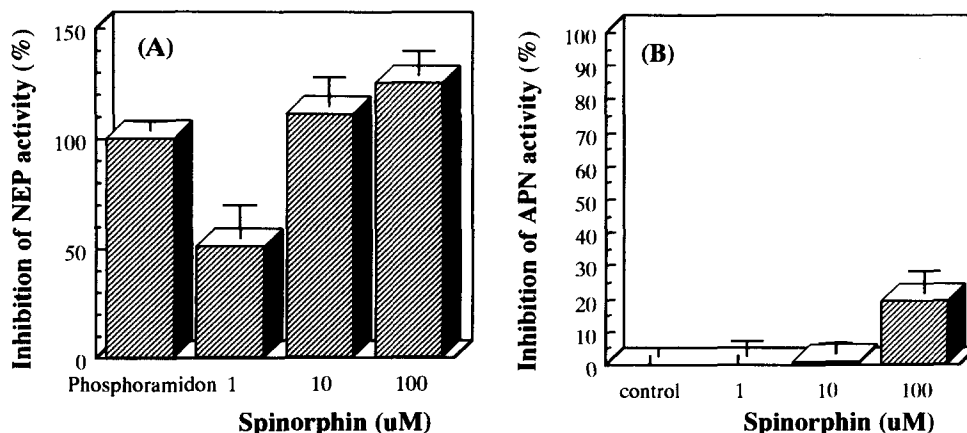 (A)
Inhibition of NEP activity (%)
150
100
50
0
Phosphoramidon 1 10 100
Spinorphin (uM)
(B)
Inhibition of APN activity (%)
100
90
80
70
60
50
40
30
20
10
0
control 1 10 100
Spinorphin (uM)